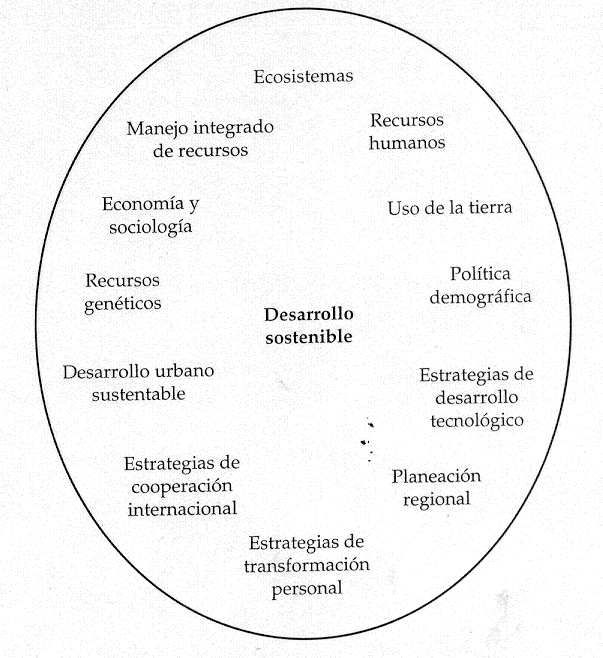 Ecosistemas
Manejo integrado
de recursos
Recursos
humanos
Economía y
sociología
Uso de la tierra
Recursos
genéticos
Política
demográfica
Desarrollo
sostenible
Desarrollo urbano
sustentable
Estrategias de
desarrollo
tecnológico
Estrategias de
cooperación
internacional
Planeación
regional
Estrategias de
transformación
personal